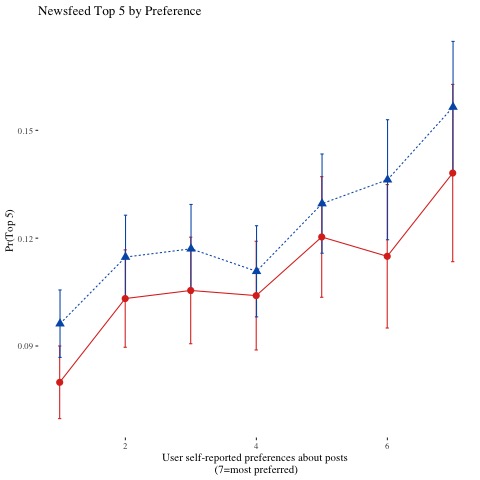 Newsfeed Top 5 by Preference
Pr(Top 5)
0.15
0.12
0.09
2 4 6
User self-reported preferences about posts
(7=most preferred)